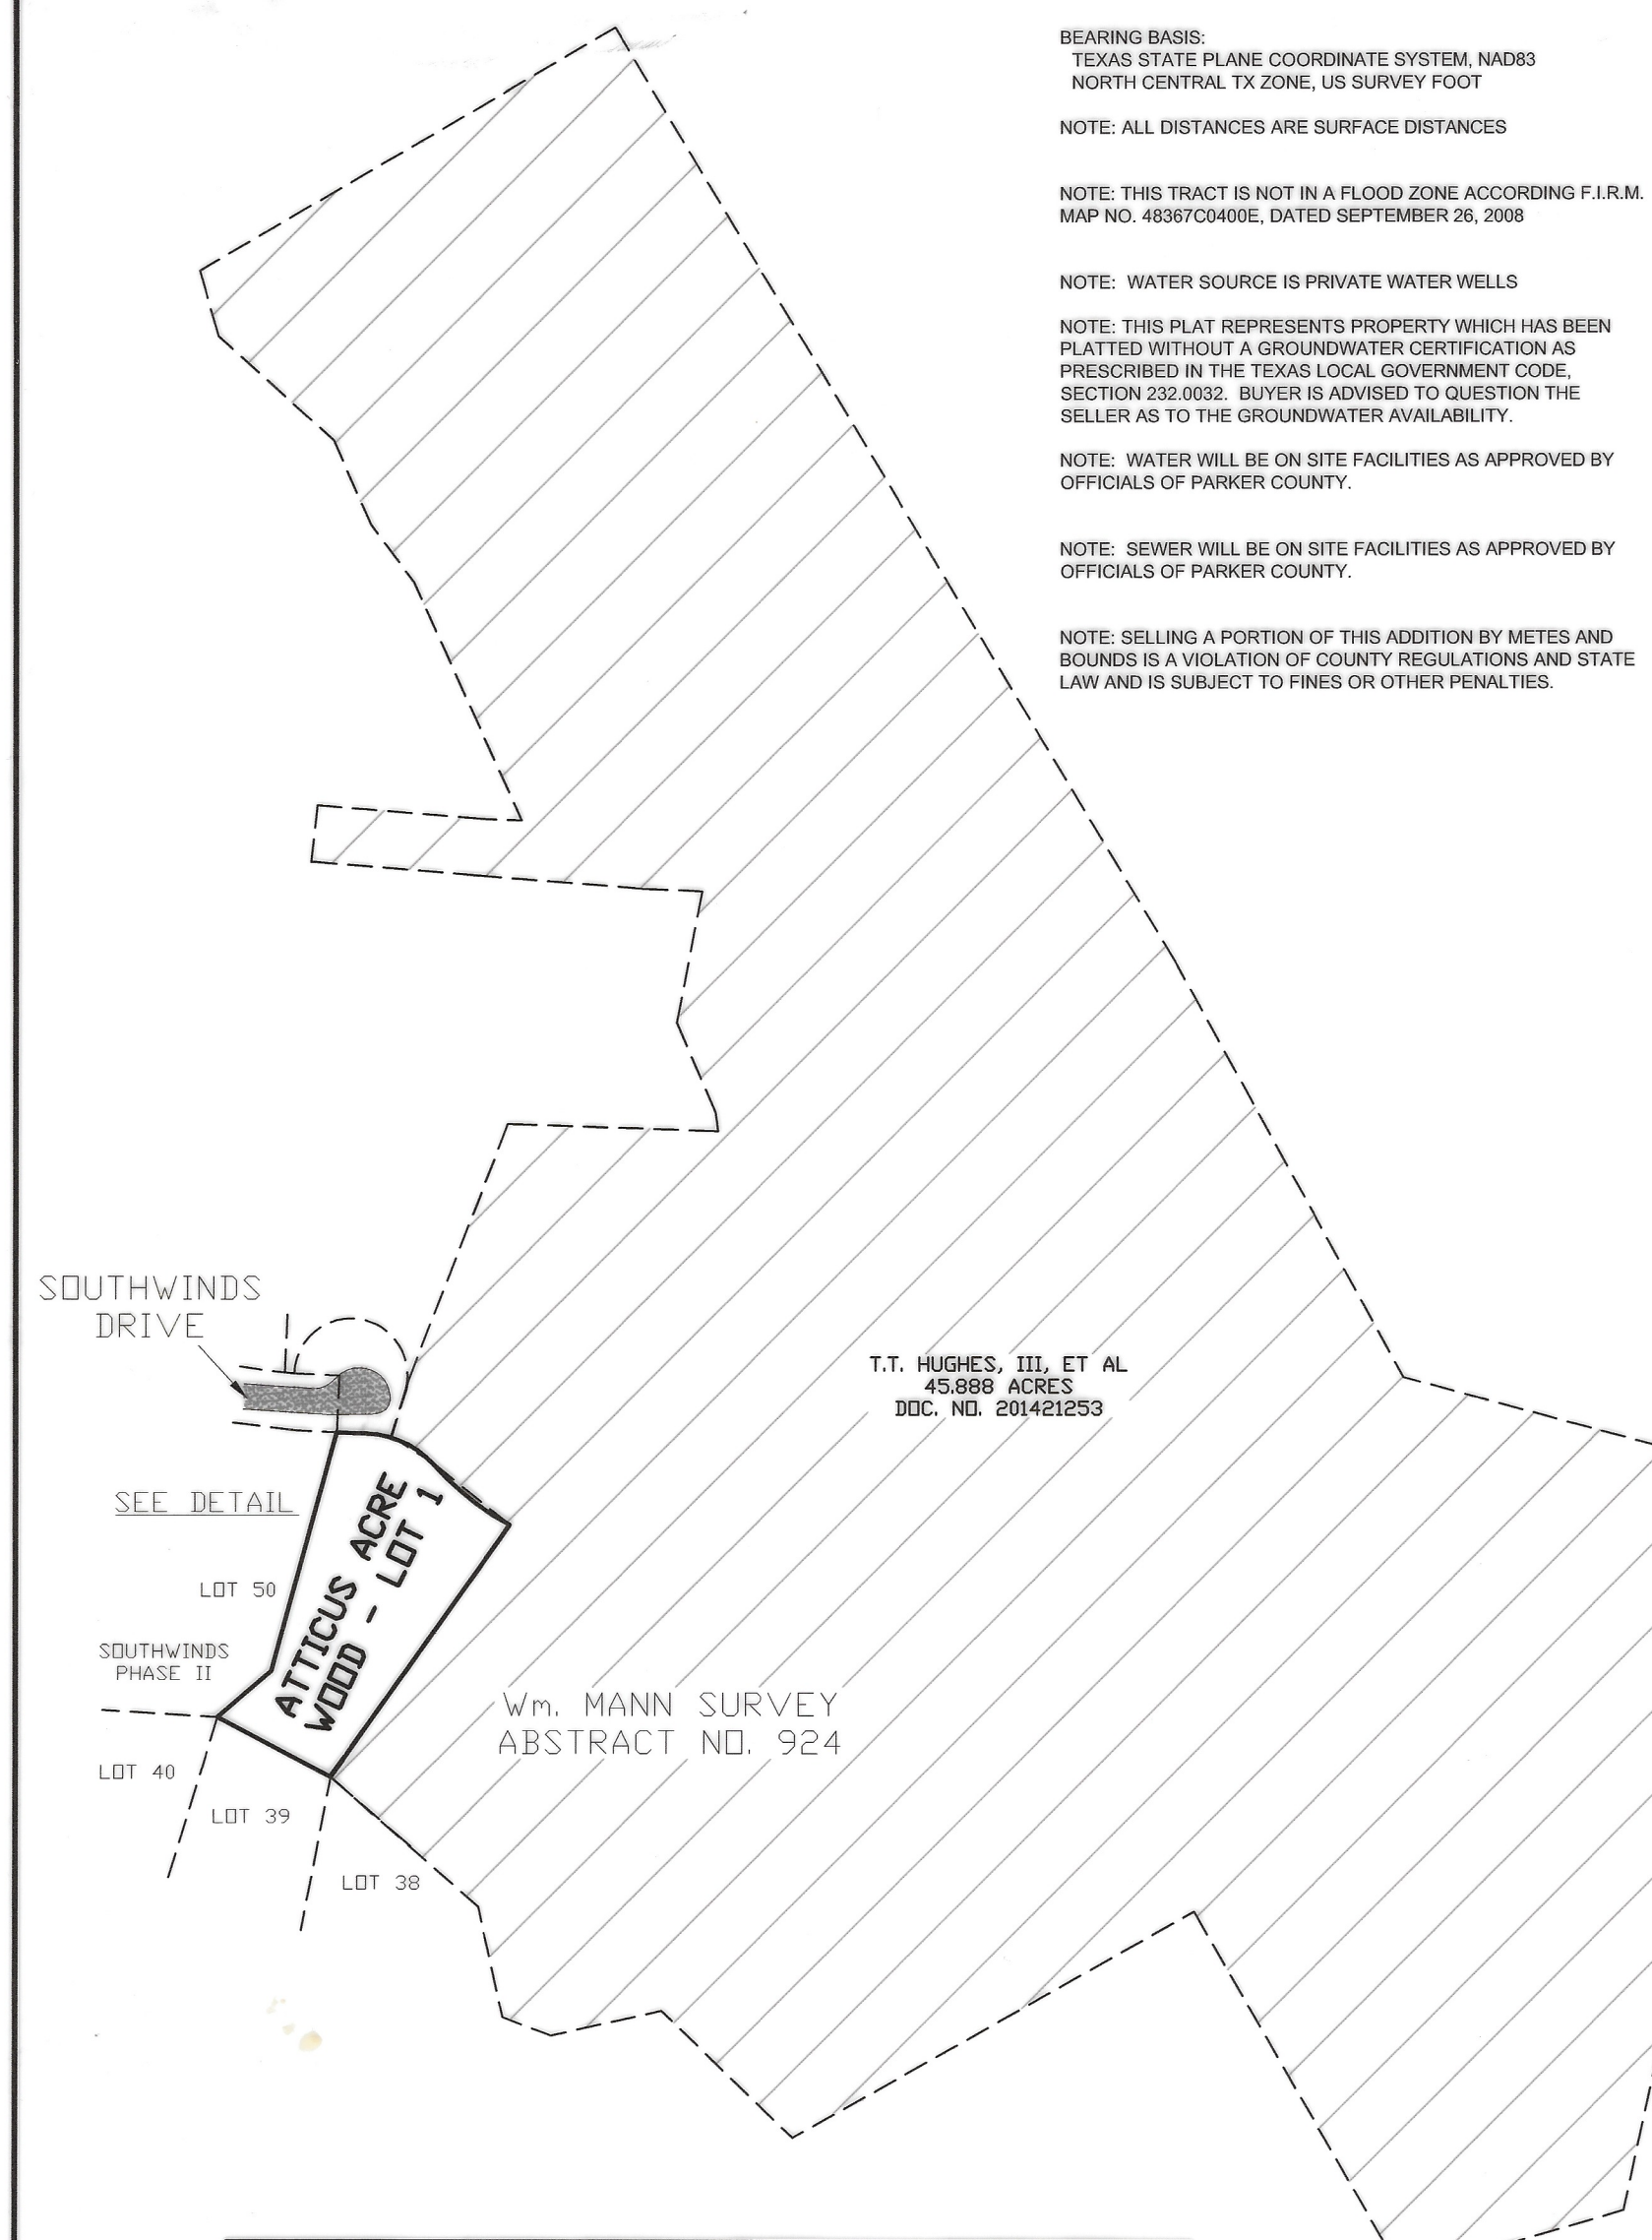 BEARING BASIS:
TEXAS STATE PLANE COORDINATE SYSTEM, NAD83
NORTH CENTRAL TX ZONE, US SURVEY FOOT
NOTE: ALL DISTANCES ARE SURFACE DISTANCES
NOTE: THIS TRACT IS NOT IN A FLOOD ZONE ACCORDING F.I.R.M.
MAP NO. 48367C0400E, DATED SEPTEMBER 26, 2008
NOTE: WATER SOURCE IS PRIVATE WATER WELLS
NOTE: THIS PLAT REPRESENTS PROPERTY WHICH HAS BEEN
PLATTED WITHOUT A GROUNDWATER CERTIFICATION AS
PRESCRIBED IN THE TEXAS LOCAL GOVERNMENT CODE,
SECTION 232.0032. BUYER IS ADVISED TO QUESTION THE
SELLER AS TO THE GROUNDWATER AVAILABILITY.
NOTE: WATER WILL BE ON SITE FACILITIES AS APPROVED BY
OFFICIALS OF PARKER COUNTY.
NOTE: SEWER WILL BE ON SITE FACILITIES AS APPROVED BY
OFFICIALS OF PARKER COUNTY.
NOTE: SELLING A PORTION OF THIS ADDITION BY METES AND
BOUNDS IS A VIOLATION OF COUNTY REGULATIONS AND STATE
LAW AND IS SUBJECT TO FINES OR OTHER PENALTIES.
SOUTHWINDS
DRIVE
T.T. HUGHES, III, ET AL
45.888 ACRES
DOC. NO. 201421253
SEE DETAIL
ATTICUS ACRE
WOOD - LOT 1
LOT 50
SOUTHWINDS
PHASE II
Wm. MANN SURVEY
ABSTRACT NO. 924
LOT 40
LOT 39
LOT 38